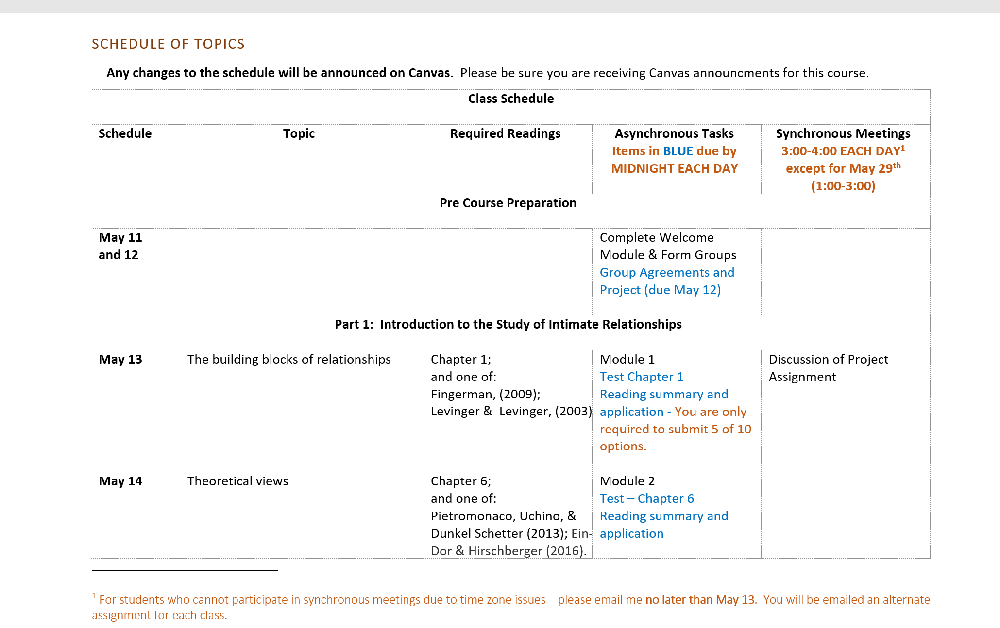 SCHEDULE OF TOPICS
Any changes to the schedule will be announced on Canvas.  Please be sure you are receiving Canvas announcments for this course.
Class Schedule
Schedule
Topic
Required Readings
Asynchronous Tasks
Items in BLUE due by
MIDNIGHT EACH DAY
Synchronous Meetings
3:00-4:00 EACH DAY¹
except for May 29th
(1:00-3:00)
Pre Course Preparation
May 11
and 12
Complete Welcome
Module & Form Groups
Group Agreements and
Project (due May 12)
Part 1:  Introduction to the Study of Intimate Relationships
May 13
The building blocks of relationships
Chapter 1;
and one of:
Fingerman, (2009);
Levinger &  Levinger, (2003)
Module 1
Test Chapter 1
Reading summary and
application - You are only
required to submit 5 of 10
options.
Discussion of Project
Assignment
May 14
Theoretical views
Chapter 6;
and one of:
Pietromonaco, Uchino, &
Dunkel Schetter (2013); Ein-
Dor & Hirschberger (2016).
Module 2
Test – Chapter 6
Reading summary and
application
¹ For students who cannot participate in synchronous meetings due to time zone issues – please email me no later than May 13.  You will be emailed an alternate
assignment for each class.